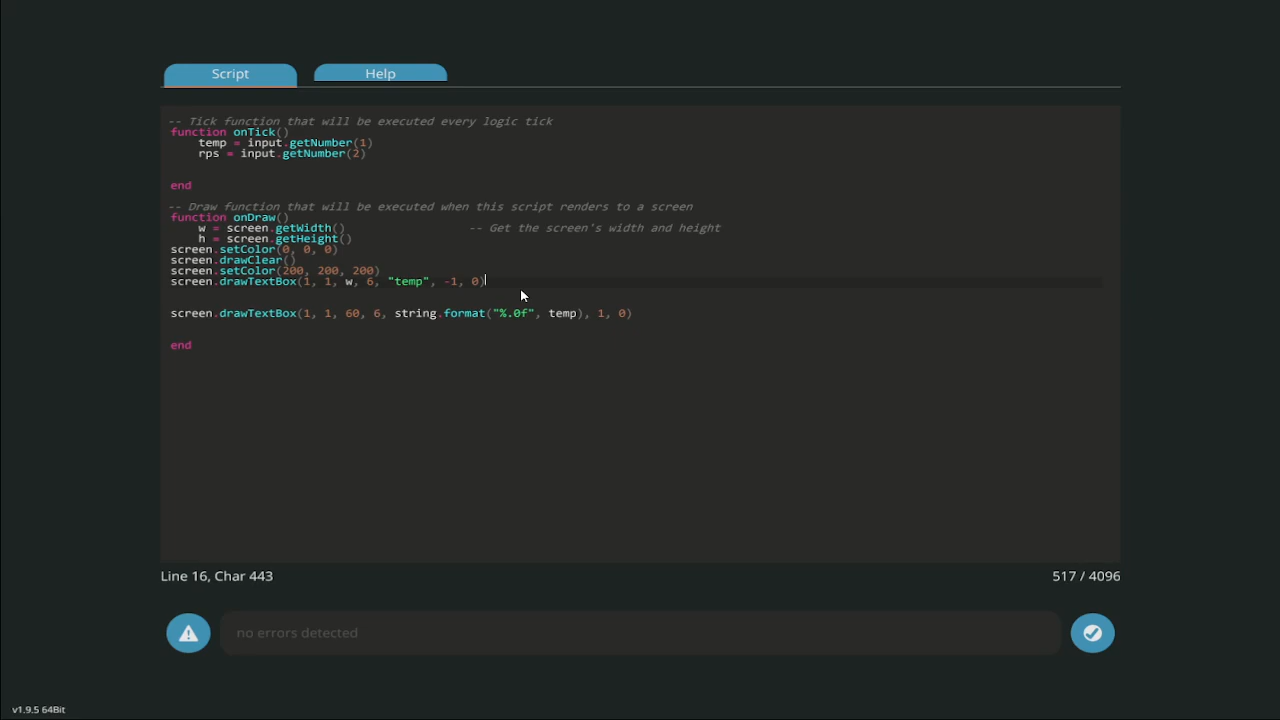 Script
Help
-- Tick function that will be executed every logic tick
function onTick()
temp = input.getNumber(1)
rps = input.getNumber(2)
end
-- Draw function that will be executed when this script renders to a screen
function onDraw()
w = screen.getWidth() -- Get the screen's width and height
h = screen.getHeight()
screen.setColor(0, 0, 0)
screen.drawClear()
screen.setColor(200, 200, 200)
screen.drawTextBox(1, 1, w, 6, "temp", -1, 0)
screen.drawTextBox(1, 1, 60, 6, string.format("%.0f", temp), 1, 0)
end
Line 16, Char 443
517 / 4096
no errors detected
v1.9.5 64Bit